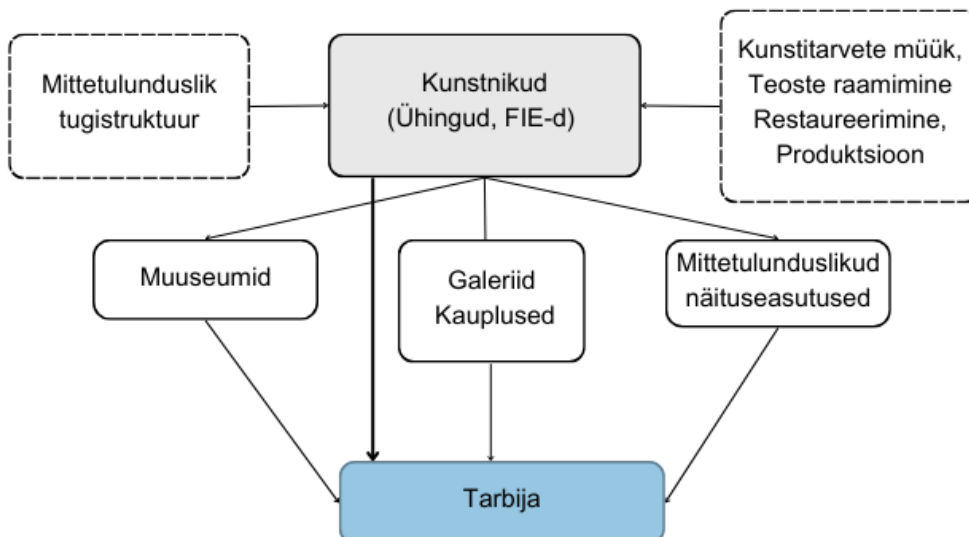 Mittetulunduslik
tugistruktuur
Kunstnikud
(Ühingud, FIE-d)
Kunstitarvete müük,
Teoste raamimine
Restaureerimine,
Produktsioon
Muuseumid
Galeriid
Kauplused
Mittetulunduslikud
näituseasutused
Tarbija